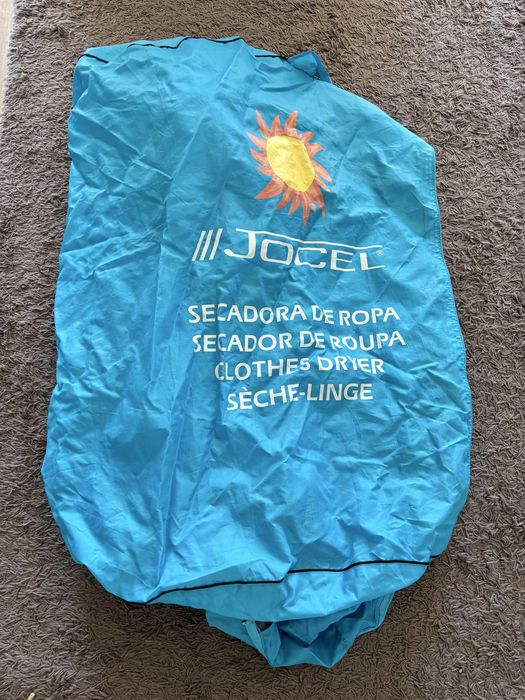 JOCEL®
SECADORA DE ROPA
SECADOR DE ROUPA
CLOTHES DRYER
SÈCHE-LINGE